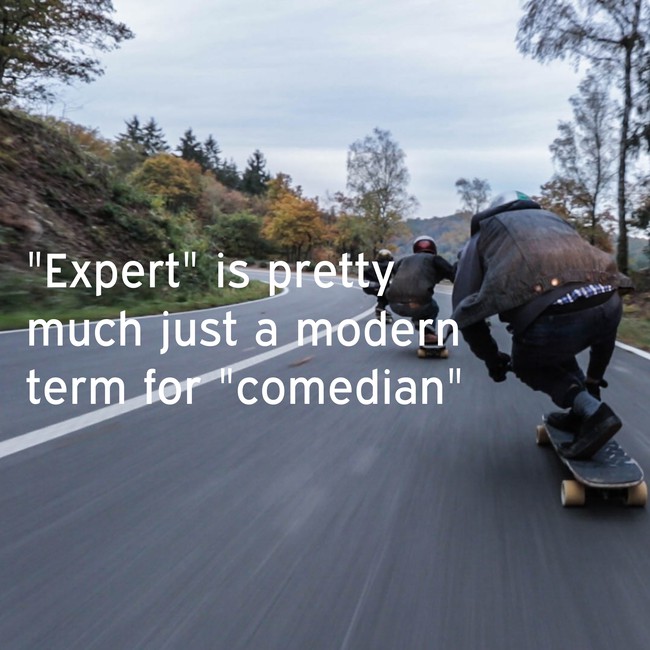 "Expert" is pretty
much just a modern
term for "comedian"